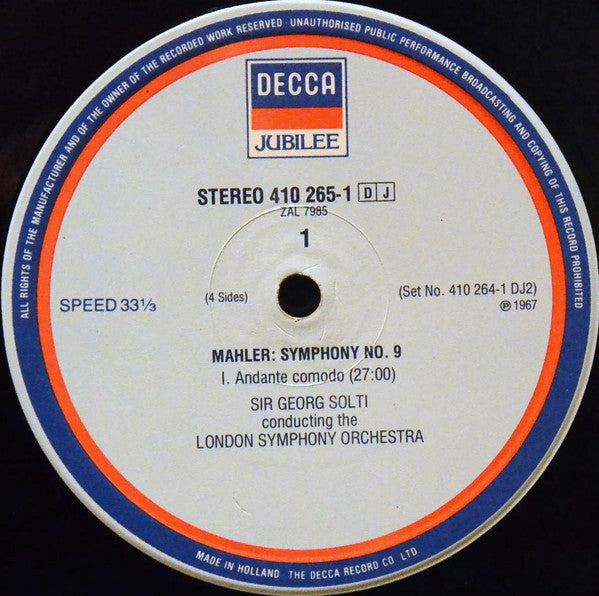 ALL RIGHTS OF THE MANUFACTURER AND OF THE OWNER OF THE RECORDED WORK RESERVED · UNAUTHORISED PUBLIC PERFORMANCE BROADCASTING AND COPYING OF THIS RECORD PROHIBITED
DECCA
JUBILEE
STEREO 410 265-1 D J
ZAL 7985
1
SPEED 33⅓
(4 Sides)
(Set No. 410 264-1 DJ2)
℗ 1967
MAHLER: SYMPHONY NO. 9
I. Andante comodo (27:00)
SIR GEORG SOLTI
conducting the
LONDON SYMPHONY ORCHESTRA
MADE IN HOLLAND THE DECCA RECORD CO LTD